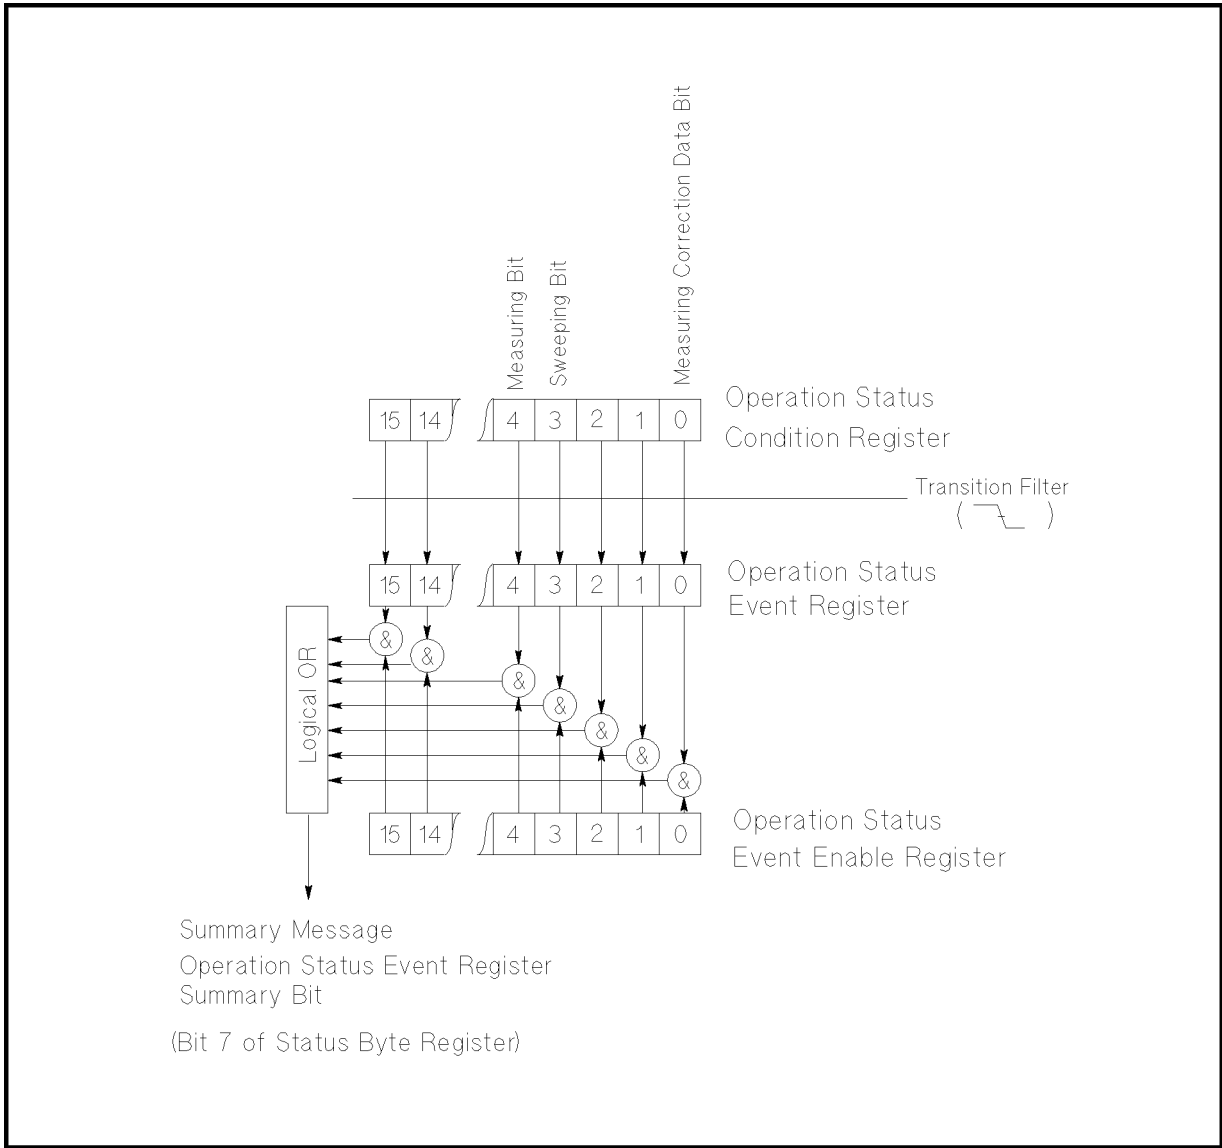 Measuring Bit
Sweeping Bit
Measuring Correction Data Bit
15 14 4 3 2 1 0
Operation Status
Condition Register
Transition Filter
( )
15 14 4 3 2 1 0
Operation Status
Event Register
Logical OR
&
&
&
&
&
&
&
15 14 4 3 2 1 0
Operation Status
Event Enable Register
Summary Message
Operation Status Event Register
Summary Bit
(Bit 7 of Status Byte Register)